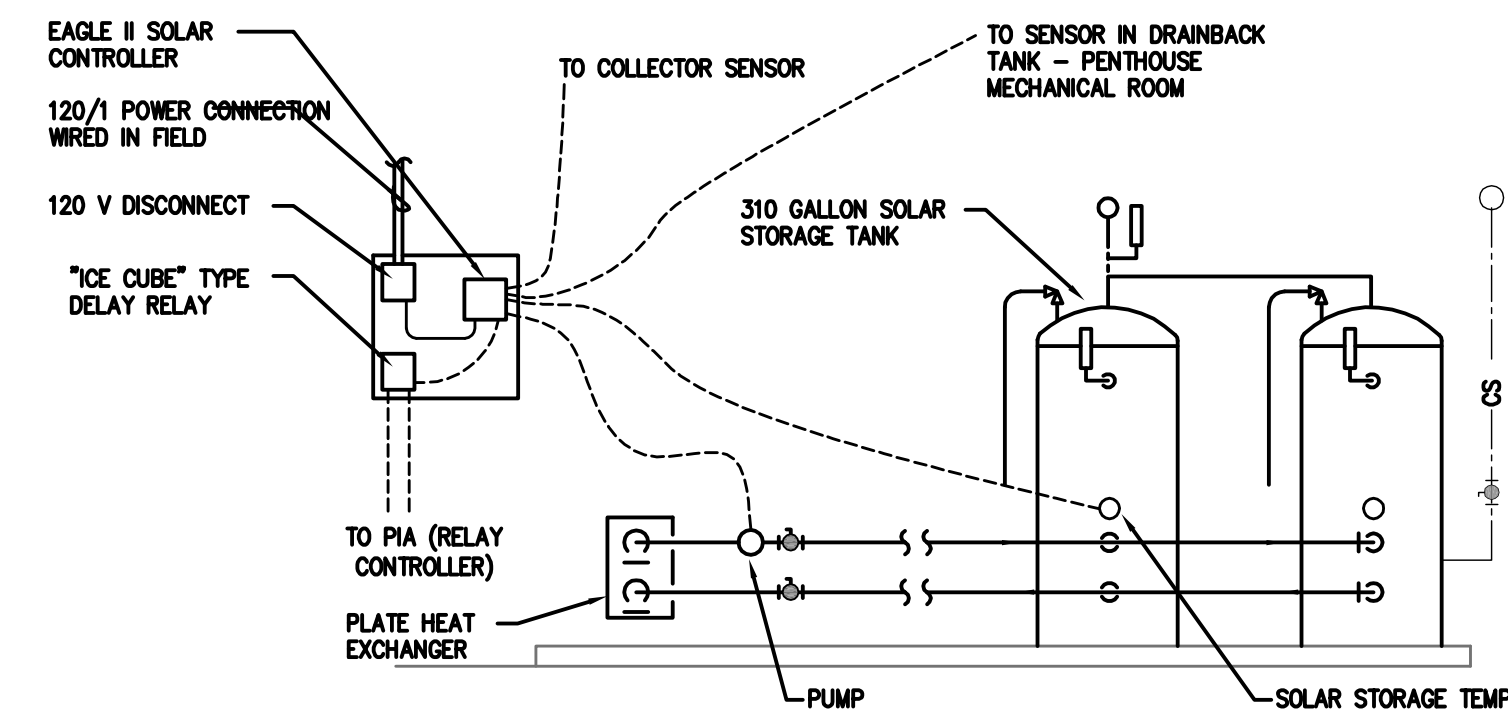 EAGLE II SOLAR
CONTROLLER
120/1 POWER CONNECTION
WIRED IN FIELD
120 V DISCONNECT
"ICE CUBE" TYPE
DELAY RELAY
TO COLLECTOR SENSOR
TO SENSOR IN DRAINBACK
TANK – PENTHOUSE
MECHANICAL ROOM
310 GALLON SOLAR
STORAGE TANK
CS
TO PIA (RELAY
CONTROLLER)
PLATE HEAT
EXCHANGER
PUMP
SOLAR STORAGE TEMP